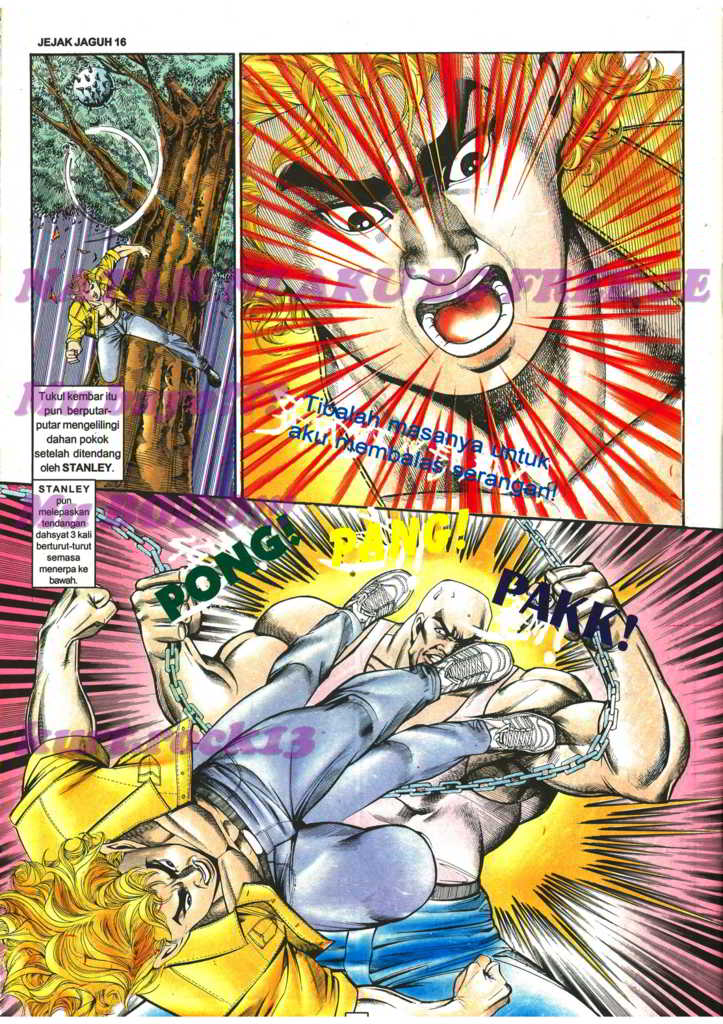 JEJAK JAGUH 16
Tukul kembar itu
pun berputar-
putar mengelilingi
dahan pokok
setelah ditendang
oleh STANLEY.
Tibalah masanya untuk
aku membalas serangan!
STANLEY
pun
melepaskan
tendangan
dahsyat 3 kali
berturut-turut
semasa
menerpa ke
bawah.
PONG!
PANG!
PAKK!
kurt.rock13